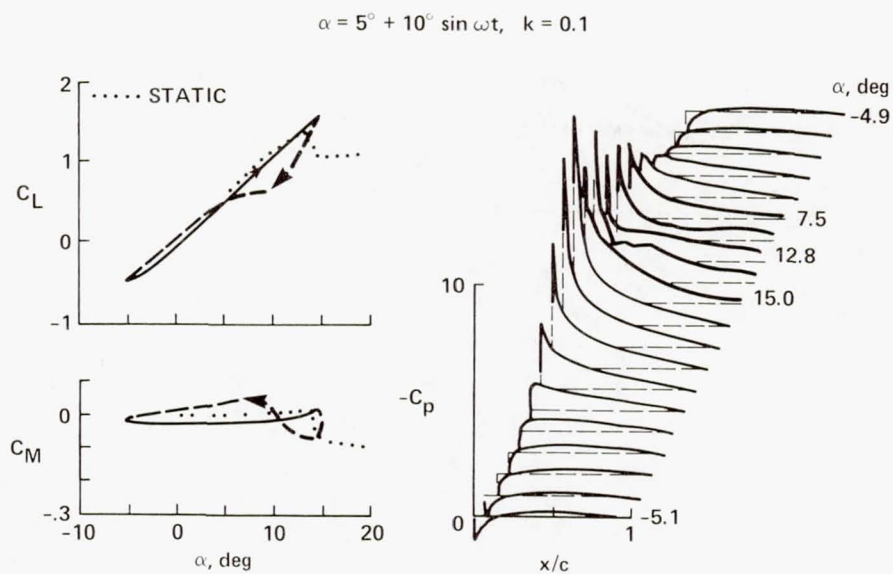 α = 5° + 10° sin ωt, k = 0.1
2
..... STATIC
1
C_L
0
-1
0
C_M
-.3
-10
0
10
20
α, deg
α, deg
-4.9
7.5
12.8
15.0
10
-C_p
0
-5.1
1
x/c